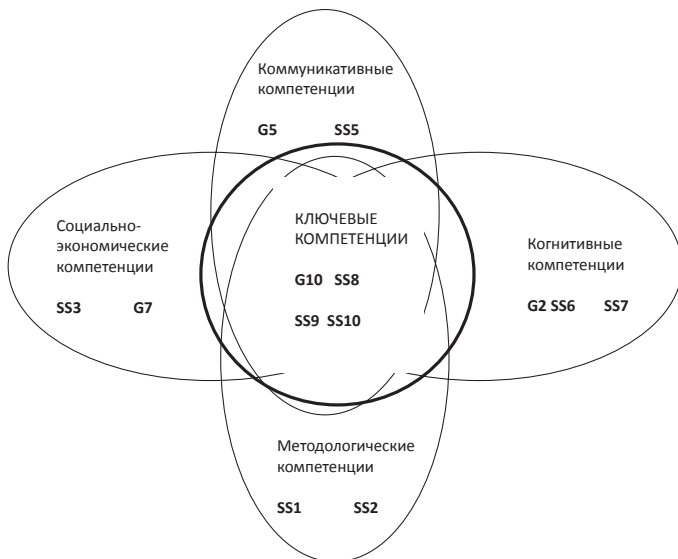 Коммуникативные
компетенции
G5 SS5
Социально-
экономические
компетенции
SS3 G7
КЛЮЧЕВЫЕ
КОМПЕТЕНЦИИ
G10 SS8
SS9 SS10
Когнитивные
компетенции
G2 SS6 SS7
Методологические
компетенции
SS1 SS2